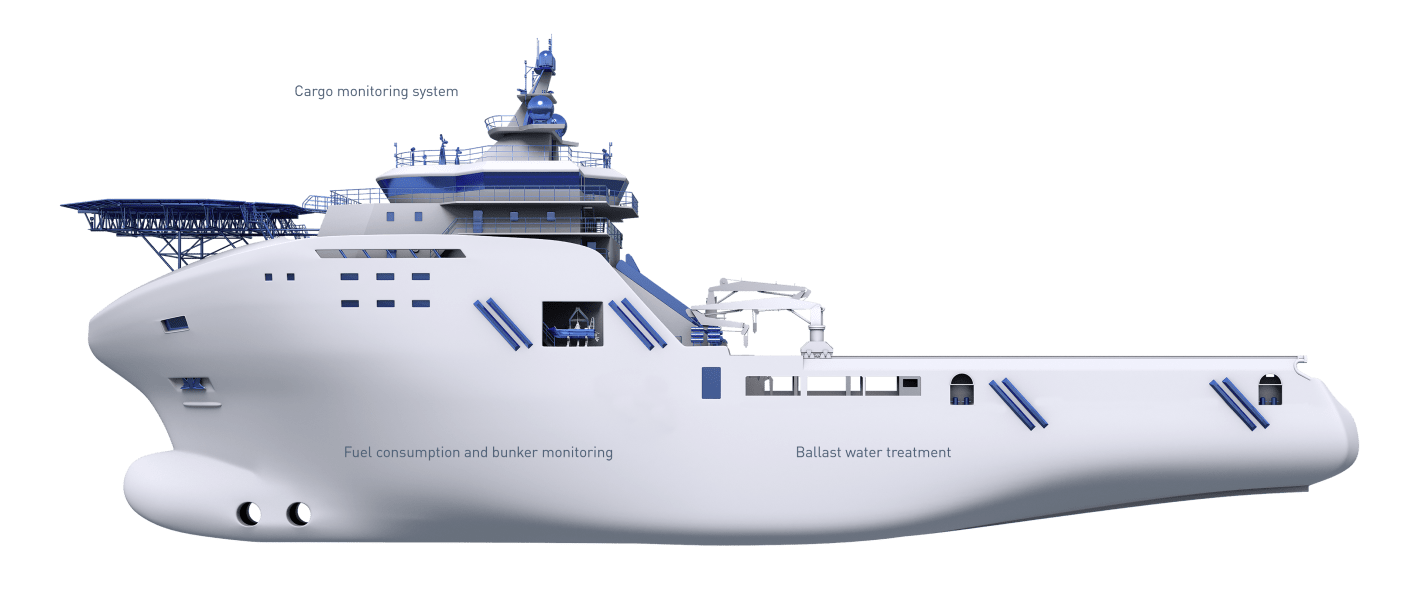 Cargo monitoring system
Fuel consumption and bunker monitoring
Ballast water treatment